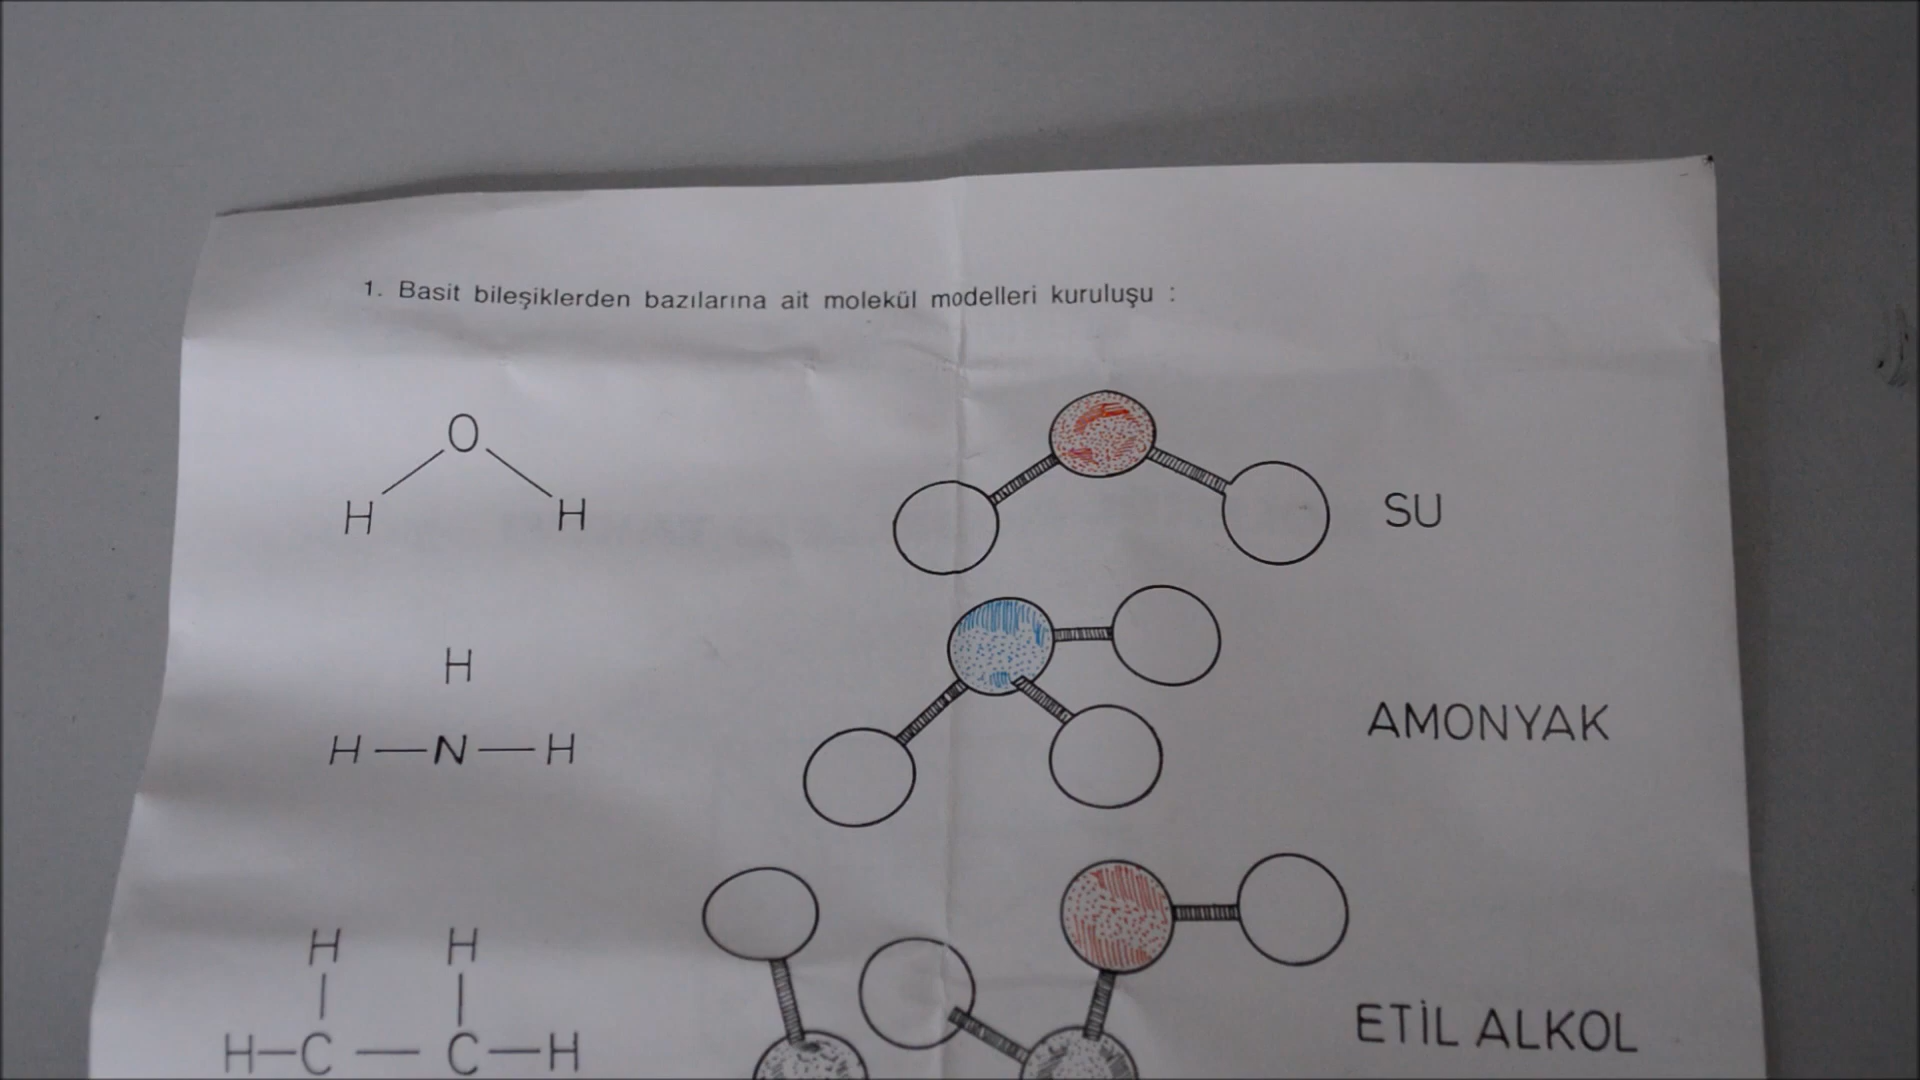 1. Basit bileşiklerden bazılarına ait molekül modelleri kuruluşu :
O
H H
SU
H
H — N — H
AMONYAK
H H
H—C — C—H
ETİL ALKOL